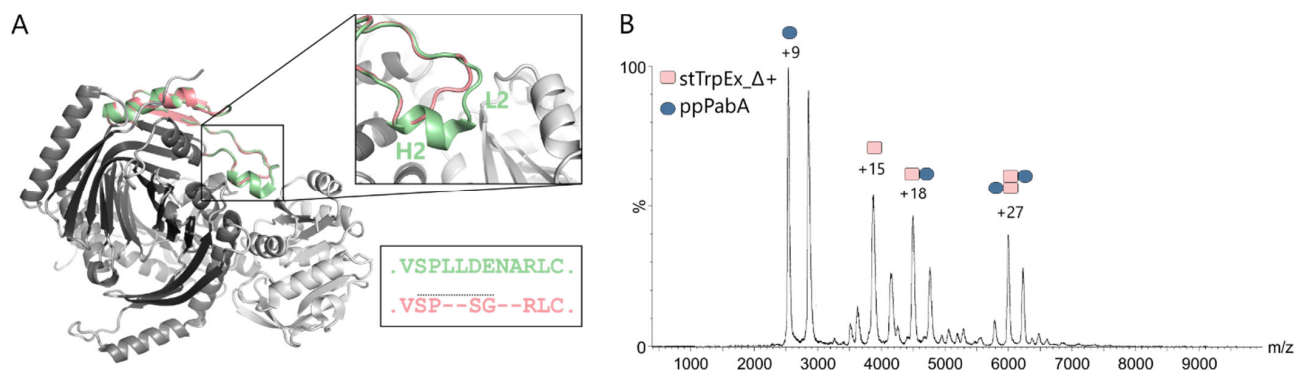 A
L2
H2
.VSPLLDENARLC.
.VSP--SG--RLC.
B
+9
100
stTrpEx_Δ+
ppPabA
+15
+18
+27
%
0
1000 2000 3000 4000 5000 6000 7000 8000 9000 m/z